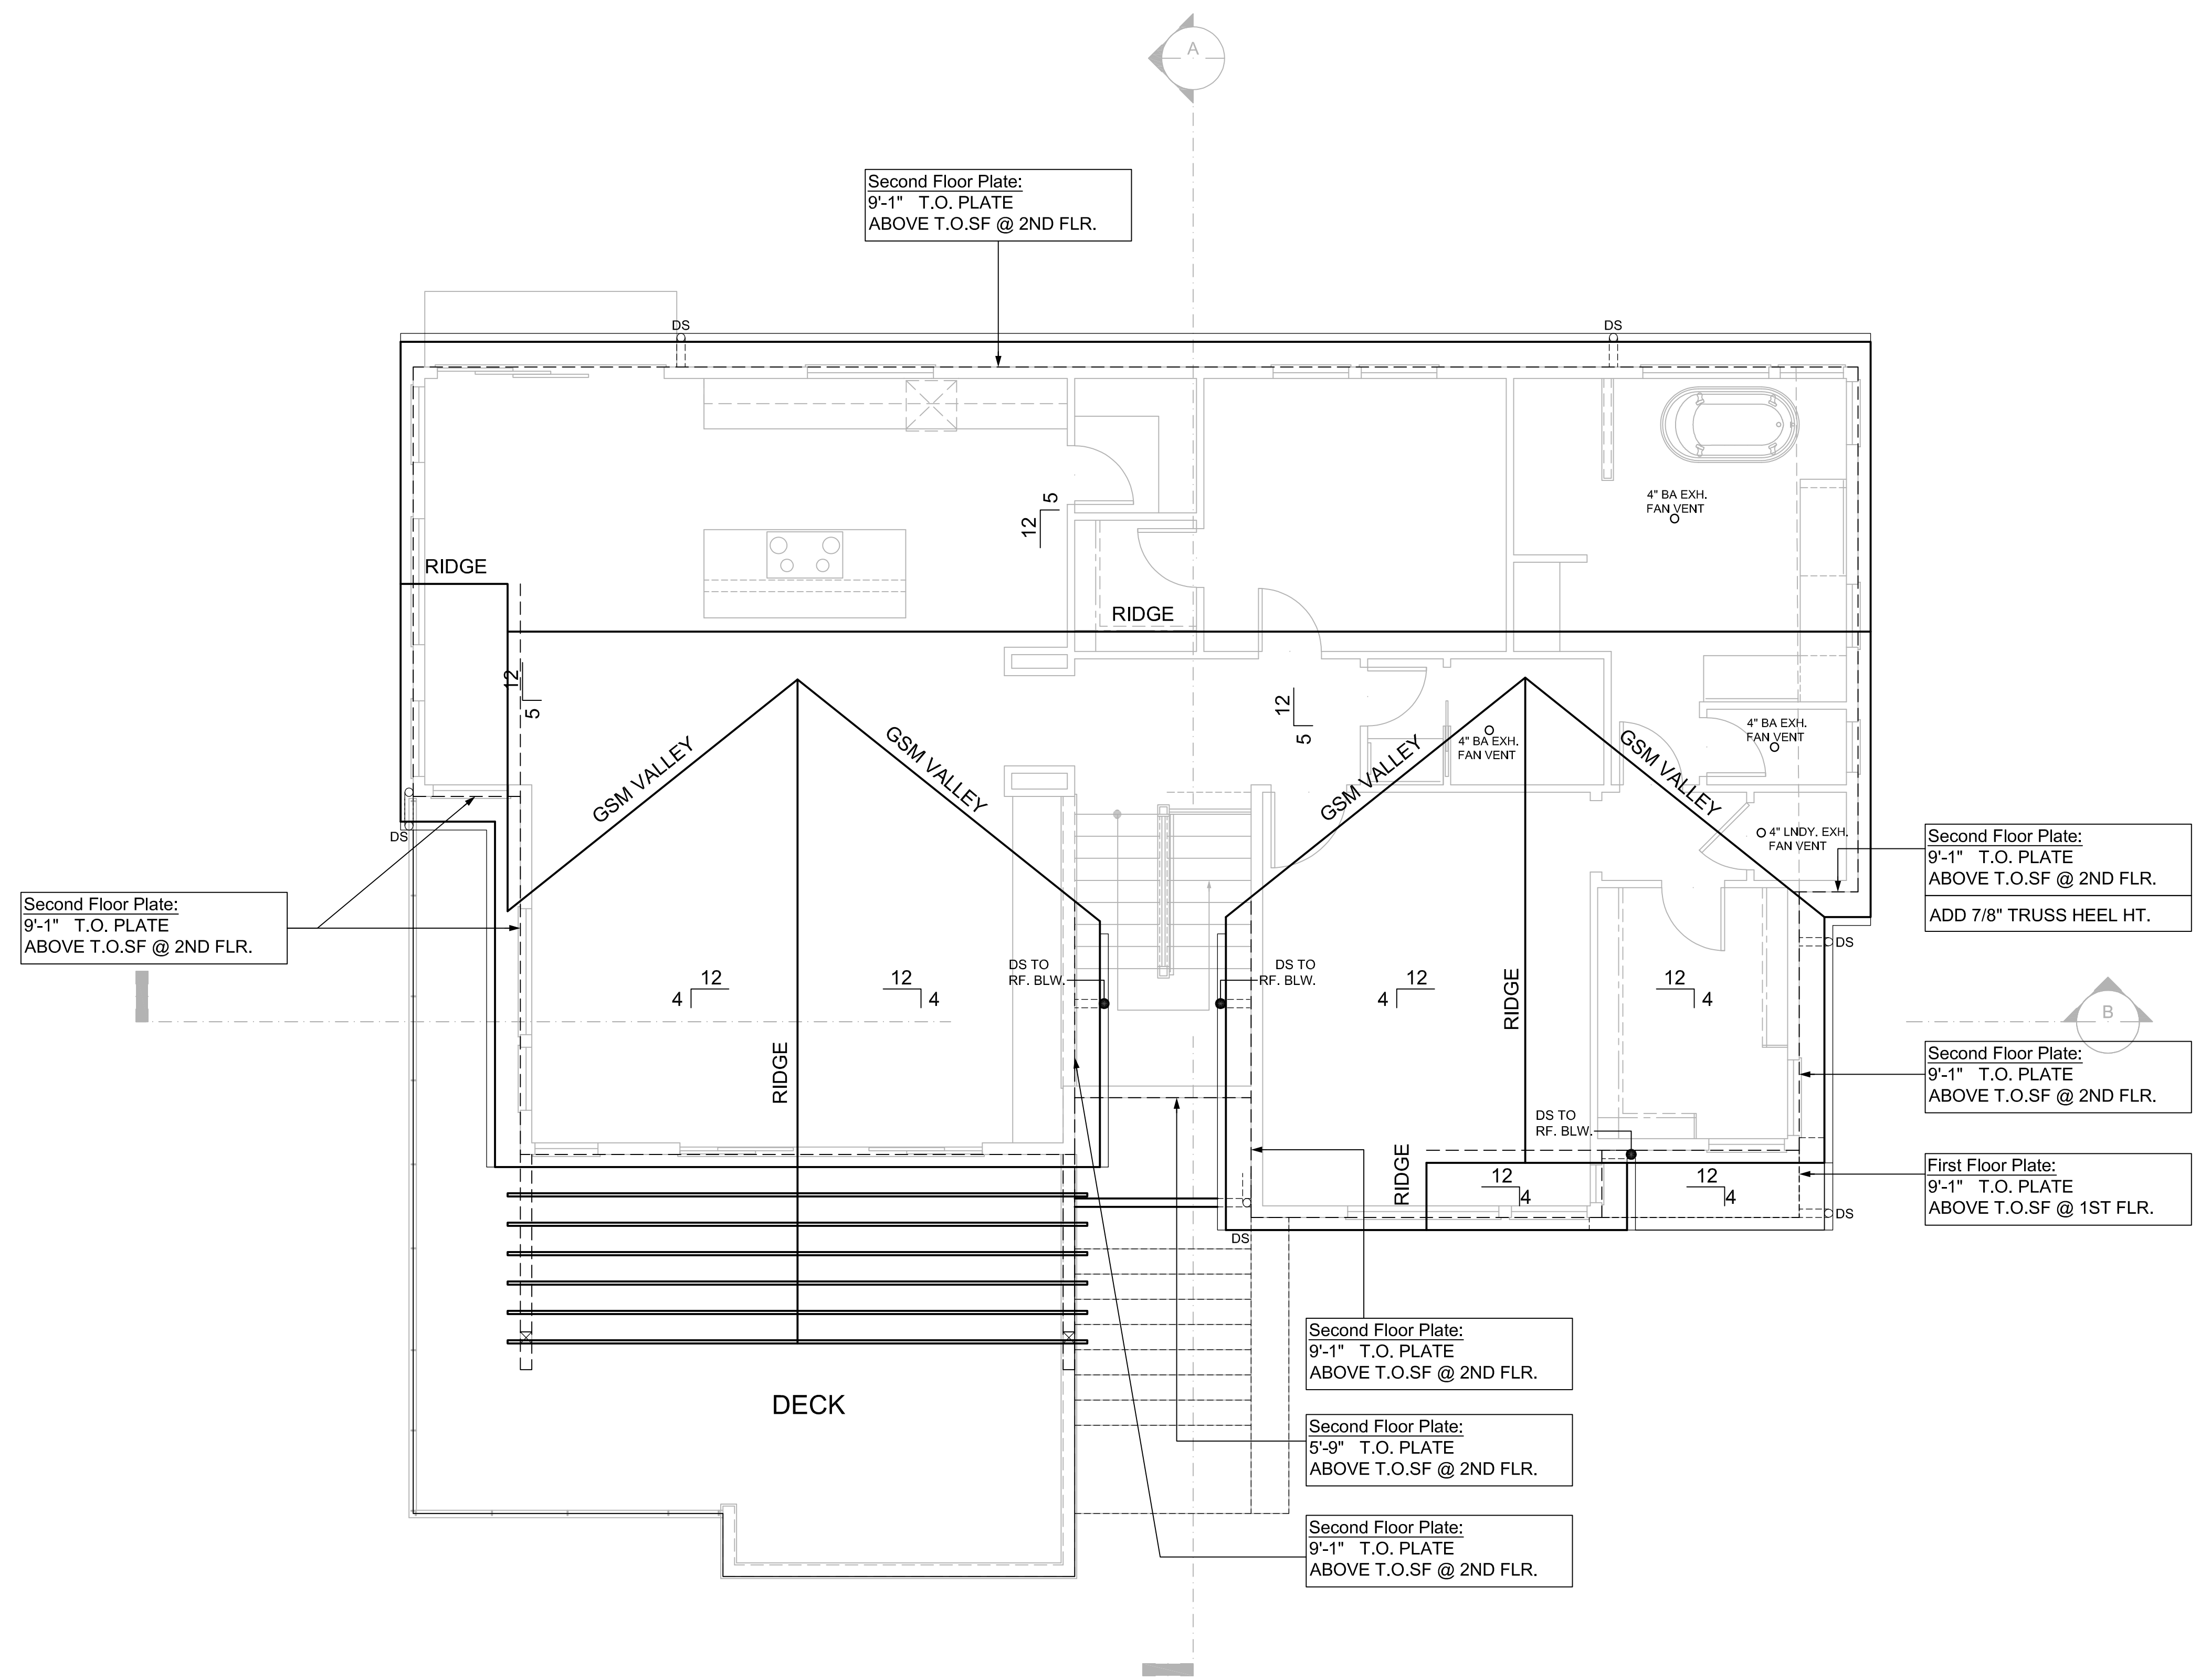 A
Second Floor Plate:
9'-1" T.O. PLATE
ABOVE T.O.SF @ 2ND FLR.
DS
DS
4" BA EXH.
FAN VENT
5
12
RIDGE
RIDGE
12
5
12
5
GSM VALLEY
GSM VALLEY
GSM VALLEY
GSM VALLEY
4" BA EXH.
FAN VENT
4" BA EXH.
FAN VENT
4" LNDY. EXH.
FAN VENT
DS
Second Floor Plate:
9'-1" T.O. PLATE
ABOVE T.O.SF @ 2ND FLR.
ADD 7/8" TRUSS HEEL HT.
Second Floor Plate:
9'-1" T.O. PLATE
ABOVE T.O.SF @ 2ND FLR.
DS
DS TO
RF. BLW.
DS TO
RF. BLW.
12
4
12
4
12
4
12
4
RIDGE
RIDGE
B
Second Floor Plate:
9'-1" T.O. PLATE
ABOVE T.O.SF @ 2ND FLR.
DS TO
RF. BLW.
RIDGE
12
4
12
4
First Floor Plate:
9'-1" T.O. PLATE
ABOVE T.O.SF @ 1ST FLR.
DS
DS
Second Floor Plate:
9'-1" T.O. PLATE
ABOVE T.O.SF @ 2ND FLR.
DECK
Second Floor Plate:
5'-9" T.O. PLATE
ABOVE T.O.SF @ 2ND FLR.
Second Floor Plate:
9'-1" T.O. PLATE
ABOVE T.O.SF @ 2ND FLR.